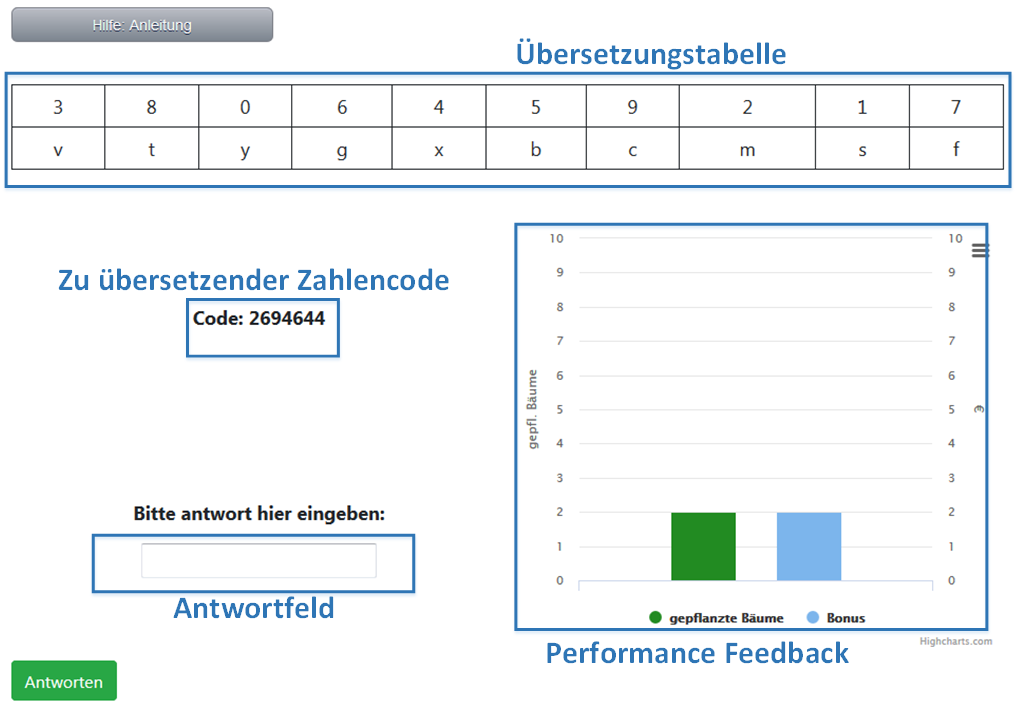 Hilfe: Anleitung
Übersetzungstabelle
3 8 0 6 4 5 9 2 1 7
v t y g x b c m s f
Zu übersetzender Zahlencode
Code: 2694644
Bitte antwort hier eingeben:
Antwortfeld
Antworten
10 10
9 9
8 8
7 7
6 6
5 5
4 4
3 3
2 2
1 1
0 0
gepfl. Bäume
€
gepflanzte Bäume Bonus
Highcharts.com
Performance Feedback